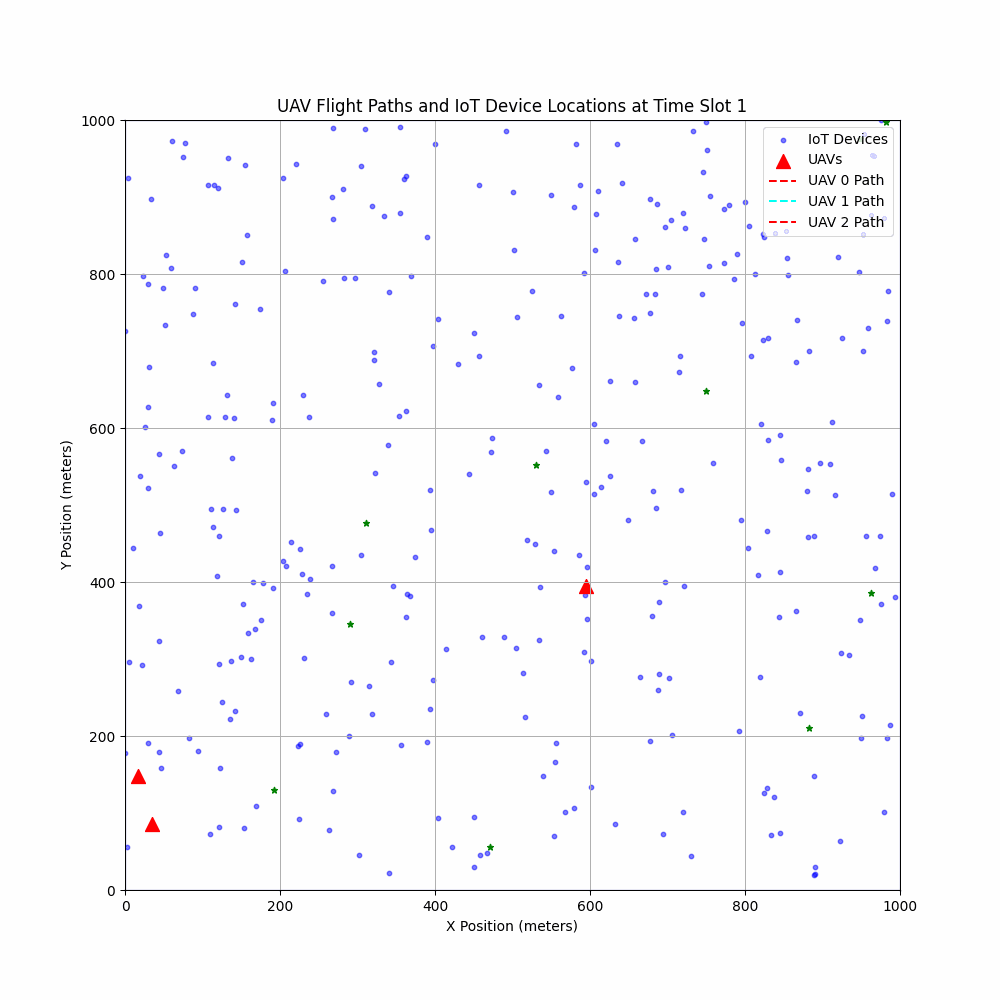 UAV Flight Paths and IoT Device Locations at Time Slot 1
IoT Devices
UAVs
UAV 0 Path
UAV 1 Path
UAV 2 Path
1000
800
600
400
200
0
Y Position (meters)
0 200 400 600 800 1000
X Position (meters)